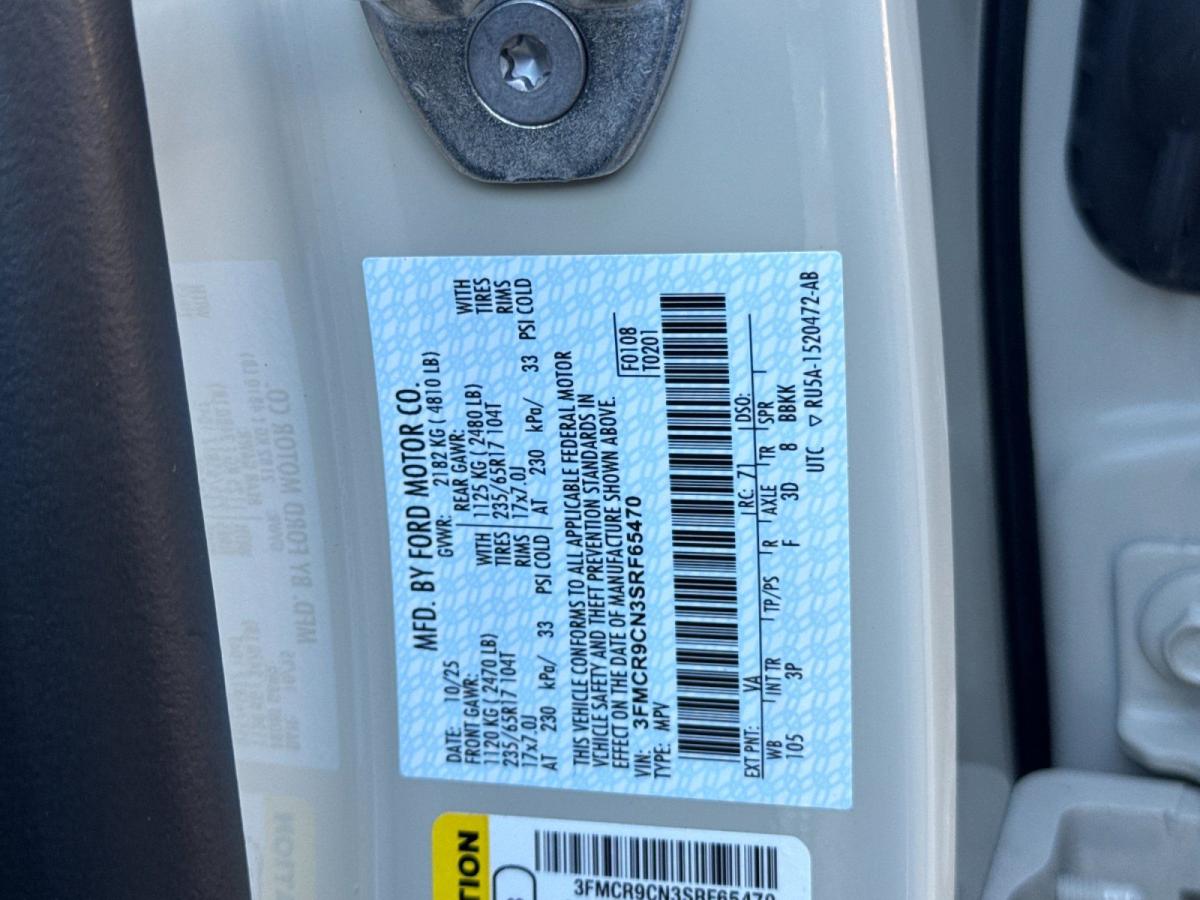 MFD. BY FORD MOTOR CO.
DATE: 10/25 GVWR: 2182 KG ( 4810 LB)
FRONT GAWR: REAR GAWR:
1120 KG ( 2470 LB) WITH 1125 KG ( 2480 LB) WITH
235/65R17 104T TIRES 235/65R17 104T TIRES
17x7.0J RIMS 17x7.0J RIMS
AT 230 kPa/ 33 PSI COLD AT 230 kPa/ 33 PSI COLD
THIS VEHICLE CONFORMS TO ALL APPLICABLE FEDERAL MOTOR
VEHICLE SAFETY AND THEFT PREVENTION STANDARDS IN
EFFECT ON THE DATE OF MANUFACTURE SHOWN ABOVE.
VIN: 3FMCR9CN3SRF65470 F0108
TYPE: MPV T0201
EXT PNT: YA RC: 71 DSO:
WB INT TR TP/PS R AXLE TR SPR
105 3P F 3D 8 BBKK
UTC ▽ RU5A-1520472-AB
TION
3FMCR9CN3SRF65470